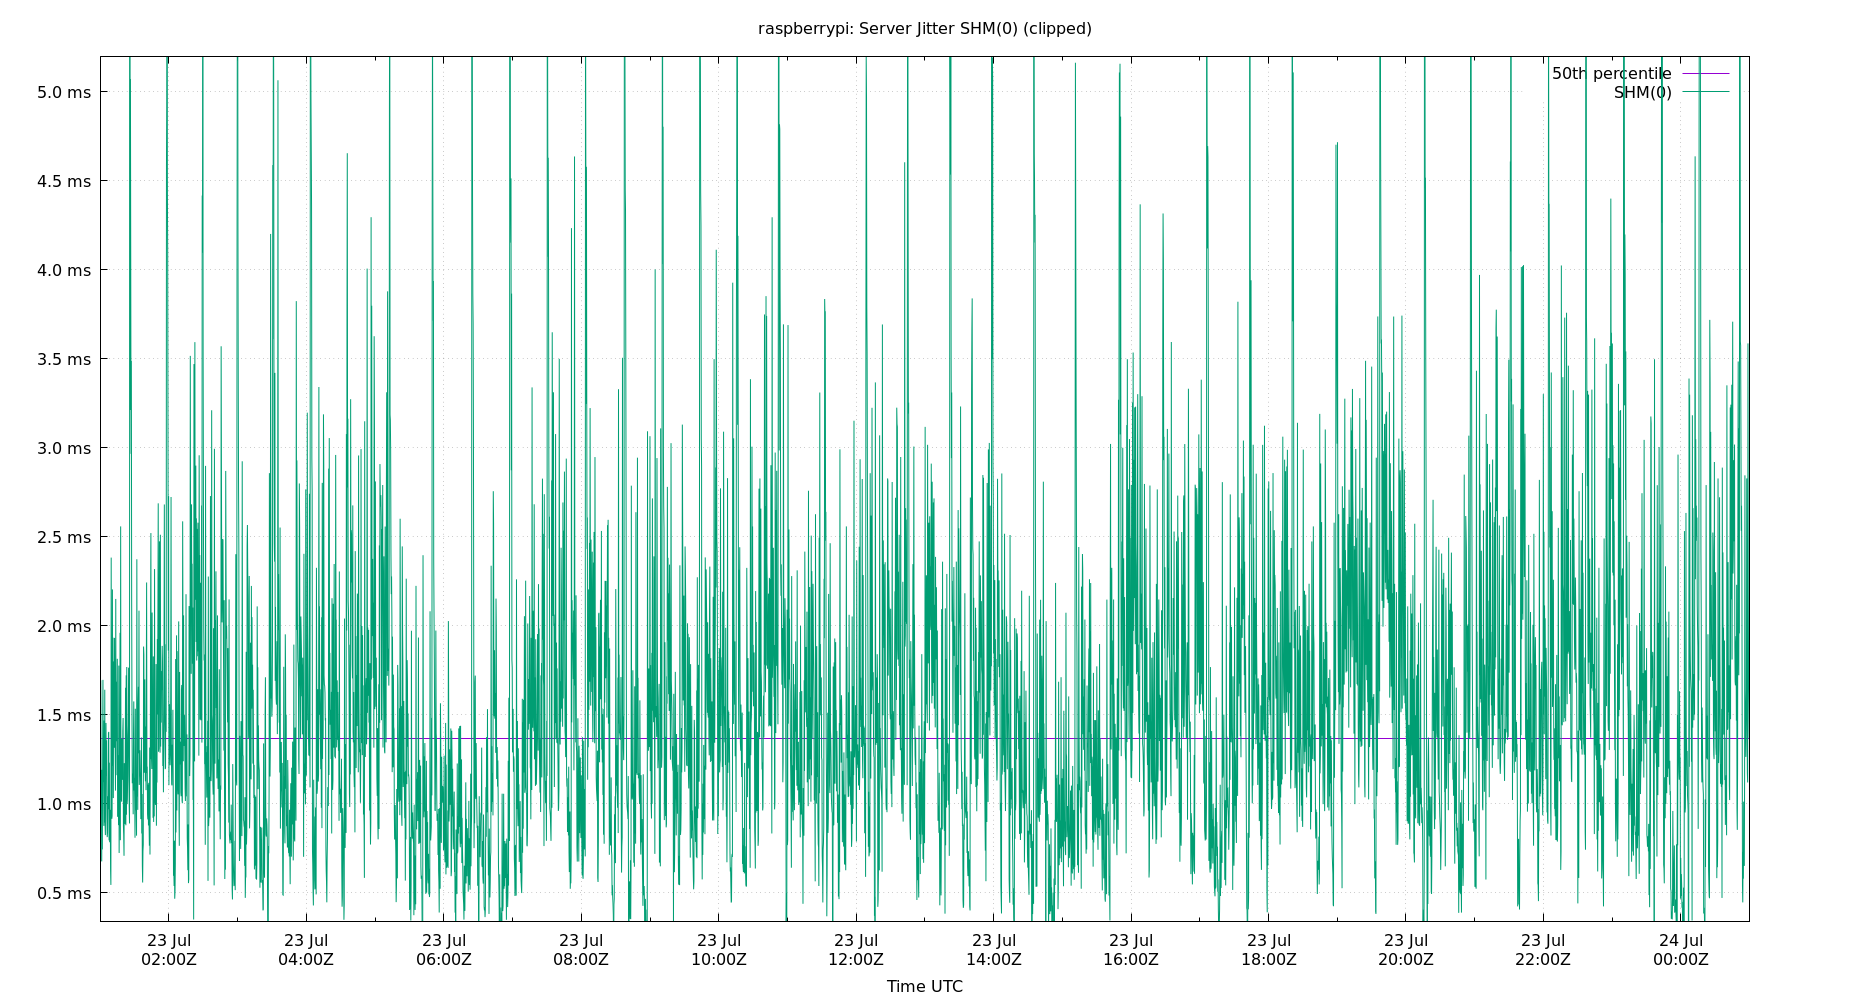 raspberrypi: Server Jitter SHM(0) (clipped)
50th percentile
SHM(0)
5.0 ms
4.5 ms
4.0 ms
3.5 ms
3.0 ms
2.5 ms
2.0 ms
1.5 ms
1.0 ms
0.5 ms
23 Jul 23 Jul 23 Jul 23 Jul 23 Jul 23 Jul 23 Jul 23 Jul 23 Jul 23 Jul 23 Jul 24 Jul
02:00Z 04:00Z 06:00Z 08:00Z 10:00Z 12:00Z 14:00Z 16:00Z 18:00Z 20:00Z 22:00Z 00:00Z
Time UTC